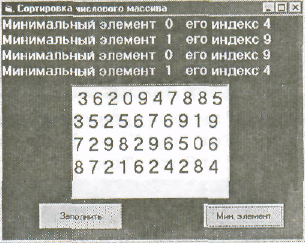 Сортировка числового массива
Минимальный элемент 0 его индекс 4
Минимальный элемент 1 его индекс 9
Минимальный элемент 0 его индекс 9
Минимальный элемент 1 его индекс 4
3 6 2 0 9 4 7 8 8 5
3 5 2 5 6 7 6 9 1 9
7 2 9 8 2 9 6 5 0 6
8 7 2 1 6 2 4 2 8 4
Заполнить
Мин. элемент